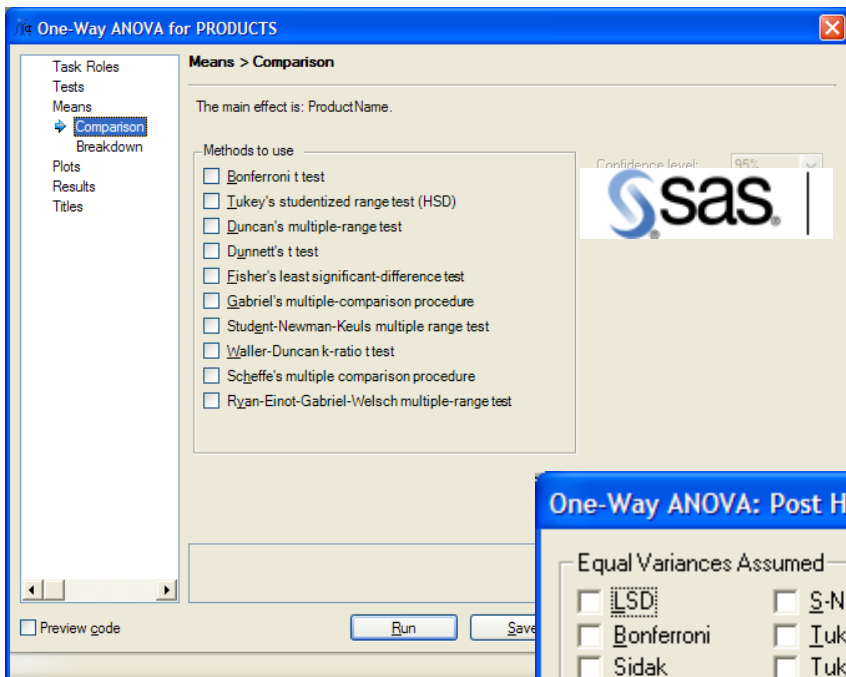 One-Way ANOVA for PRODUCTS
Task Roles
Tests
Means
Comparison
Breakdown
Plots
Results
Titles
Means > Comparison
The main effect is: ProductName.
Methods to use
Bonferroni t test
Tukey's studentized range test (HSD)
Duncan's multiple-range test
Dunnett's t test
Fisher's least significant-difference test
Gabriel's multiple-comparison procedure
Student-Newman-Keuls multiple range test
Waller-Duncan k-ratio t test
Scheffe's multiple comparison procedure
Ryan-Einot-Gabriel-Welsch multiple-range test
Confidence level: 95%
sas®
Preview code
Run
Save
One-Way ANOVA: Post H
Equal Variances Assumed
LSD
S-N
Bonferroni
Tuk
Sidak
Tuk